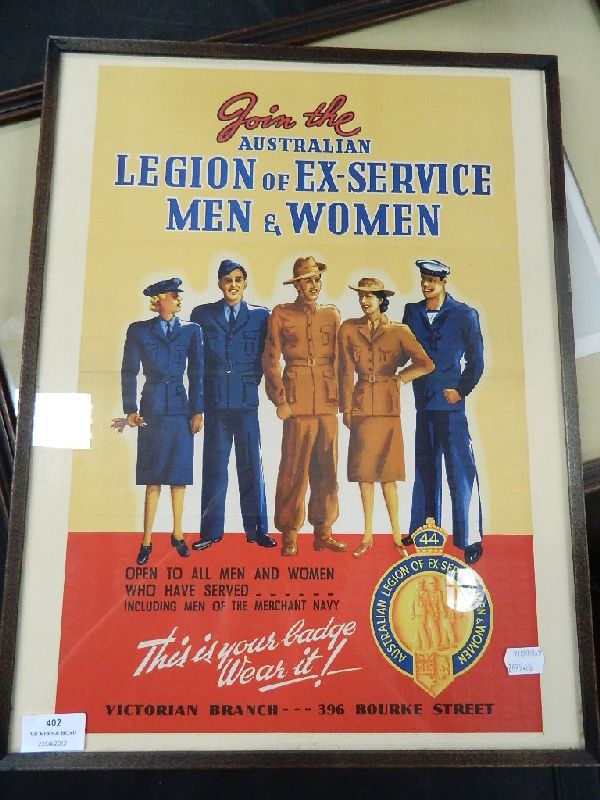 Join the
AUSTRALIAN
LEGION OF EX-SERVICE
MEN & WOMEN
OPEN TO ALL MEN AND WOMEN
WHO HAVE SERVED ......
INCLUDING MEN OF THE MERCHANT NAVY
This is your badge
Wear it!
44
AUSTRALIAN LEGION OF EX-SERVICE MEN & WOMEN
VICTORIAN BRANCH --- 396 BOURKE STREET
402
VICKERS & HOAD